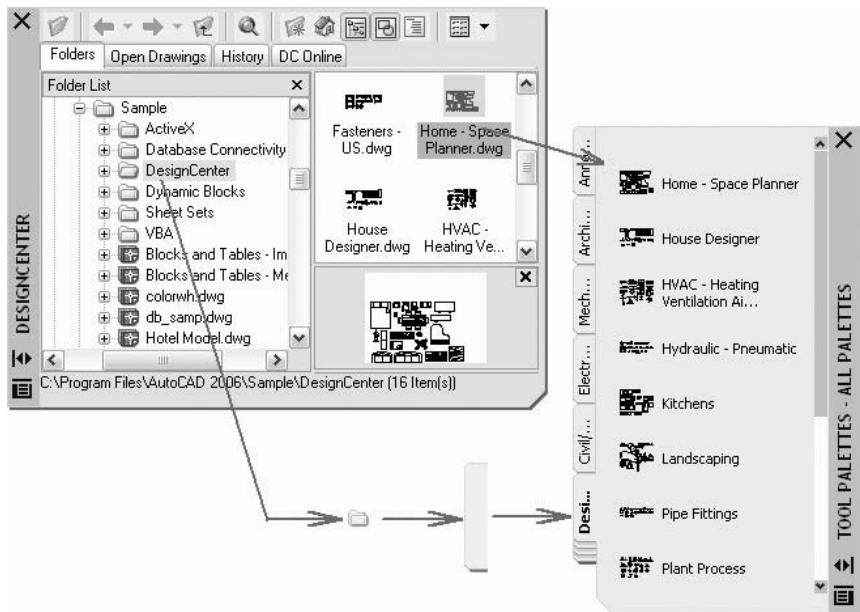 Folders
Open Drawings
History
DC Online
Folder List
Sample
ActiveX
Database Connectivity
DesignCenter
Dynamic Blocks
Sheet Sets
VBA
Blocks and Tables - Im
Blocks and Tables - Me
colorwh.dwg
db_samp.dwg
Hotel Model.dwg
Fasteners -
US.dwg
Home - Space
Planner.dwg
House
Designer.dwg
HVAC -
Heating Ve...
C:\Program Files\AutoCAD 2006\Sample\DesignCenter (16 Item(s))
DESIGNCENTER
Anno...
Archi...
Mech...
Electr...
Civil/...
Desi...
Home - Space Planner
House Designer
HVAC - Heating
Ventilation Ai...
Hydraulic - Pneumatic
Kitchens
Landscaping
Pipe Fittings
Plant Process
TOOL PALETTES - ALL PALETTES